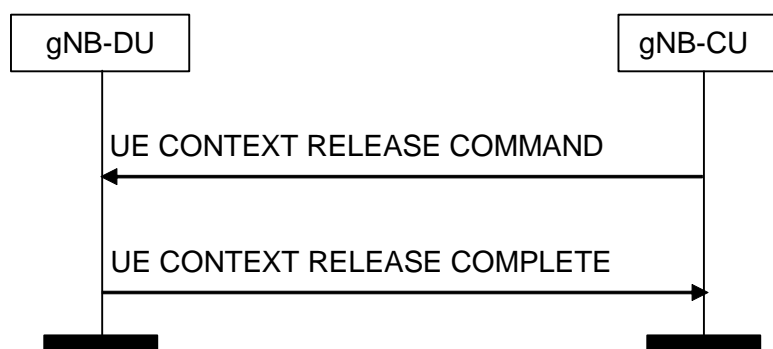 gNB-DU
gNB-CU
UE CONTEXT RELEASE COMMAND
UE CONTEXT RELEASE COMPLETE